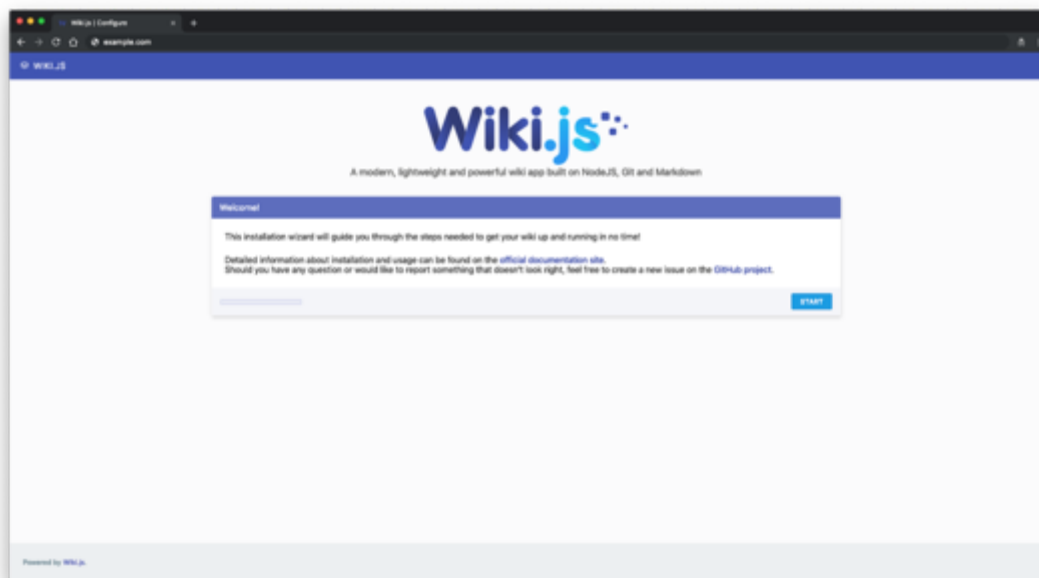 Wiki.js | Configure
example.com
WIKI.JS
Wiki.js
A modern, lightweight and powerful wiki app built on NodeJS, Git and Markdown
Welcome!
This installation wizard will guide you through the steps needed to get your wiki up and running in no time!
Detailed information about installation and usage can be found on the official documentation site.
Should you have any question or would like to report something that doesn't look right, feel free to create a new issue on the GitHub project.
START
Powered by Wiki.js.